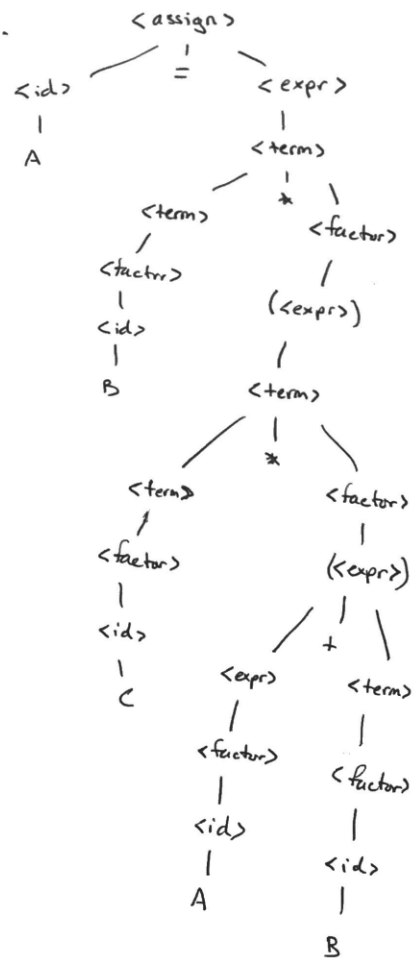 <assign>
<id> = <expr>
A <term>
<term> * <factor>
<factor> (<expr>)
<id>
B <term>
*
<term> <factor>
<factor> (<expr>)
<id> +
C <expr> <term>
<factor> <factor>
<id> <id>
A B